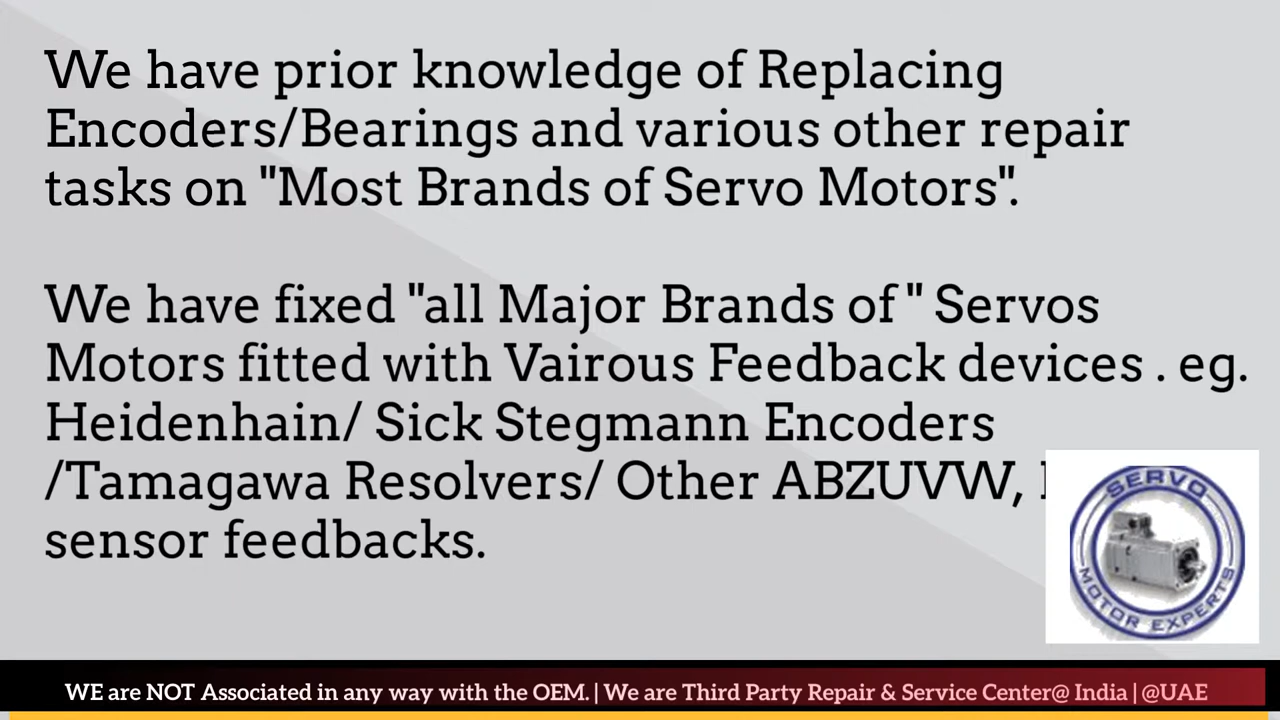 We have prior knowledge of Replacing
Encoders/Bearings and various other repair
tasks on "Most Brands of Servo Motors".
We have fixed "all Major Brands of " Servos
Motors fitted with Vairous Feedback devices . eg.
Heidenhain/ Sick Stegmann Encoders
/Tamagawa Resolvers/ Other ABZUVW,
sensor feedbacks.
SERVO
MOTOR EXPERTS
WE are NOT Associated in any way with the OEM. | We are Third Party Repair & Service Center@ India | @UAE